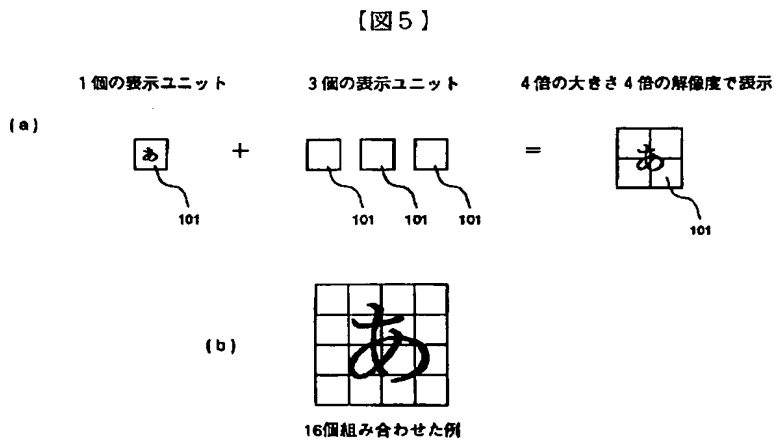 【図5】
1個の表示ユニット 3個の表示ユニット 4倍の大きさ4倍の解像度で表示
(a)
あ + = あ
101 101 101 101 101
(b)
あ
16個組み合わせた例